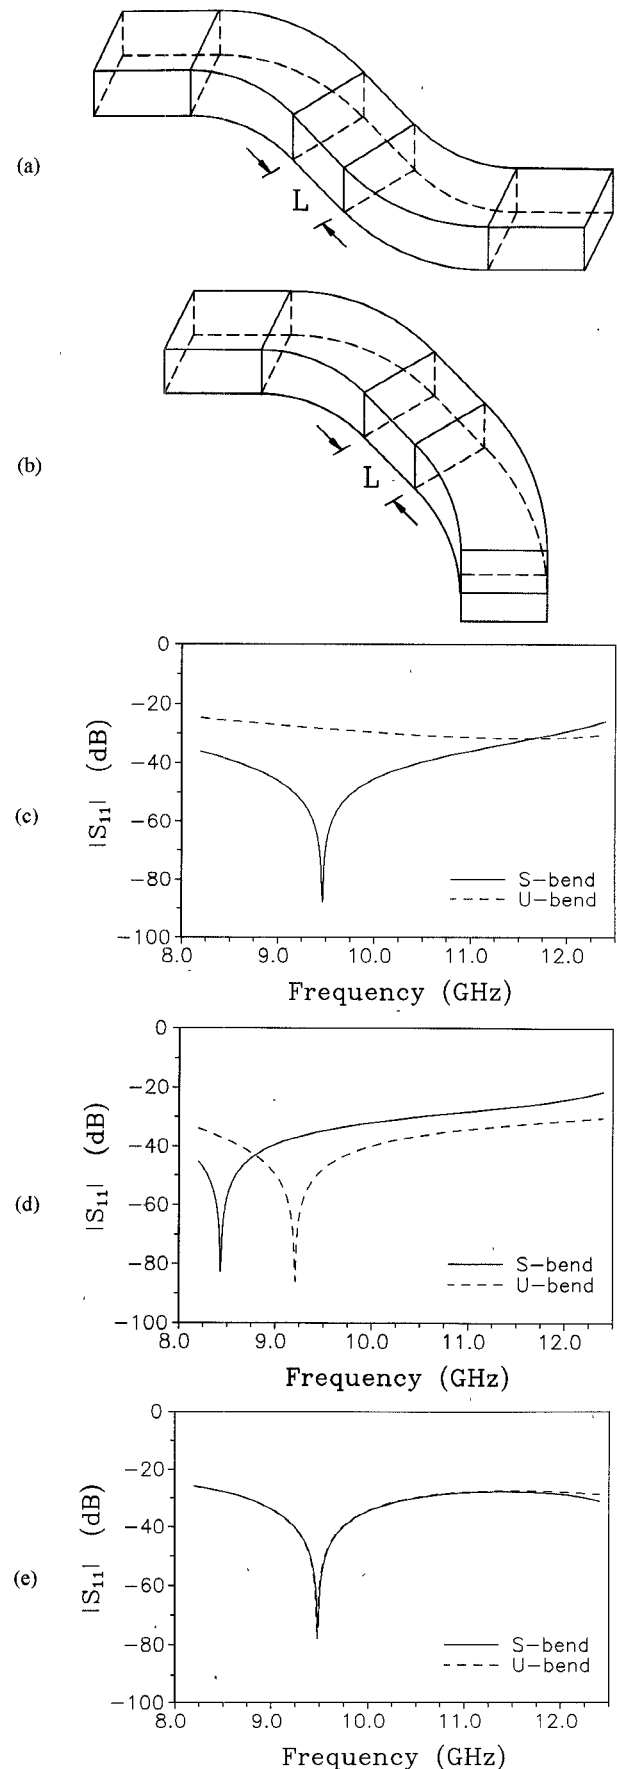 (a)
L
(b)
L
(c)
|S11| (dB)
0
−20
−40
−60
−80
−100
S−bend
U−bend
8.0 9.0 10.0 11.0 12.0
Frequency (GHz)
(d)
|S11| (dB)
0
−20
−40
−60
−80
−100
S−bend
U−bend
8.0 9.0 10.0 11.0 12.0
Frequency (GHz)
(e)
|S11| (dB)
0
−20
−40
−60
−80
−100
S−bend
U−bend
8.0 9.0 10.0 11.0 12.0
Frequency (GHz)